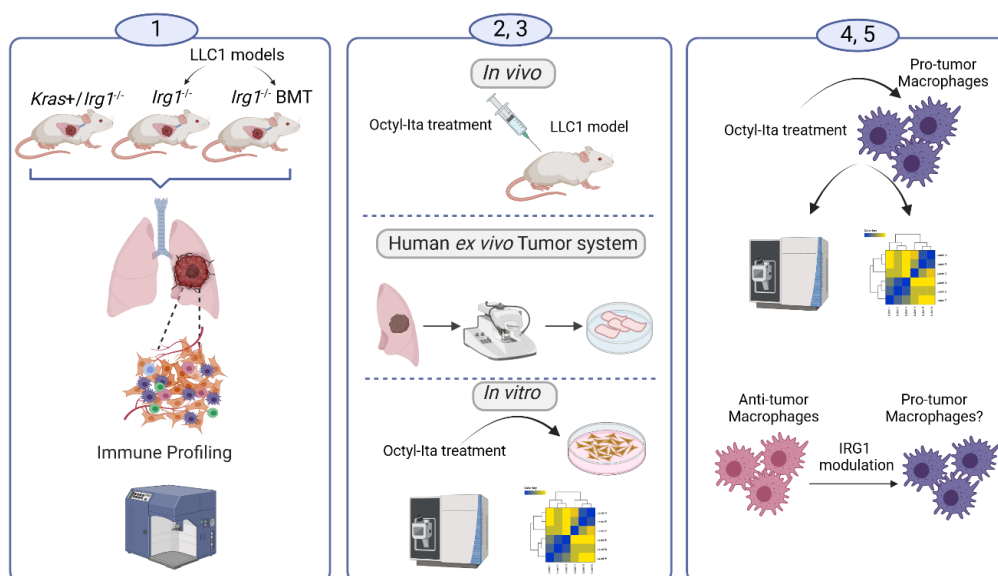 1
LLC1 models
Kras+/Irg1-/-
Irg1-/-
Irg1-/- BMT
Immune Profiling
2, 3
In vivo
Octyl-Ita treatment
LLC1 model
Human ex vivo Tumor system
In vitro
Octyl-Ita treatment
4, 5
Pro-tumor
Macrophages
Octyl-Ita treatment
Anti-tumor
Macrophages
IRG1
modulation
Pro-tumor
Macrophages?